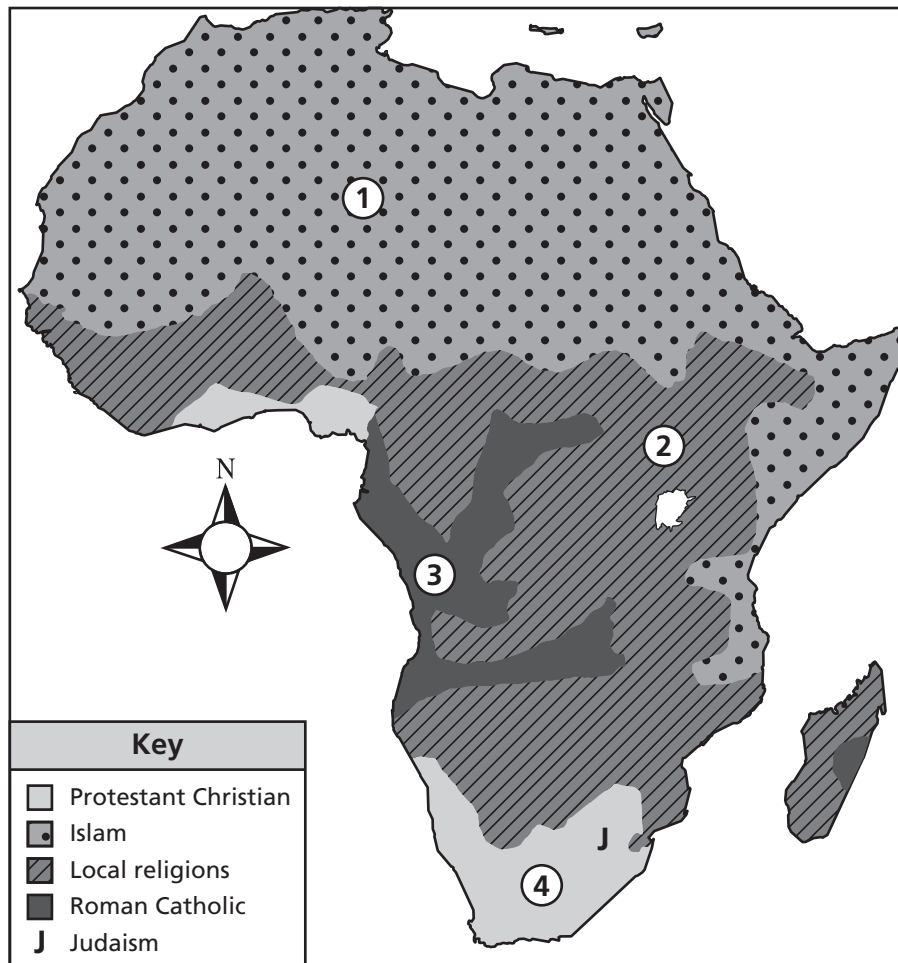 1
2
N
3
J
4
Key
Protestant Christian
Islam
Local religions
Roman Catholic
J Judaism